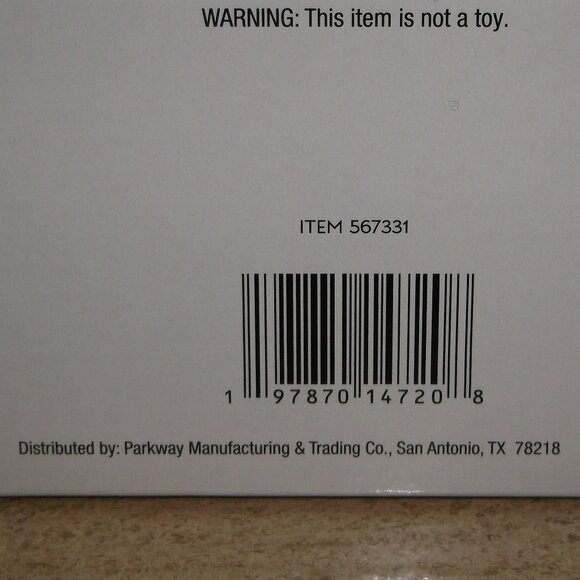 WARNING: This item is not a toy.
ITEM 567331
1 97870 14720 8
Distributed by: Parkway Manufacturing & Trading Co., San Antonio, TX 78218